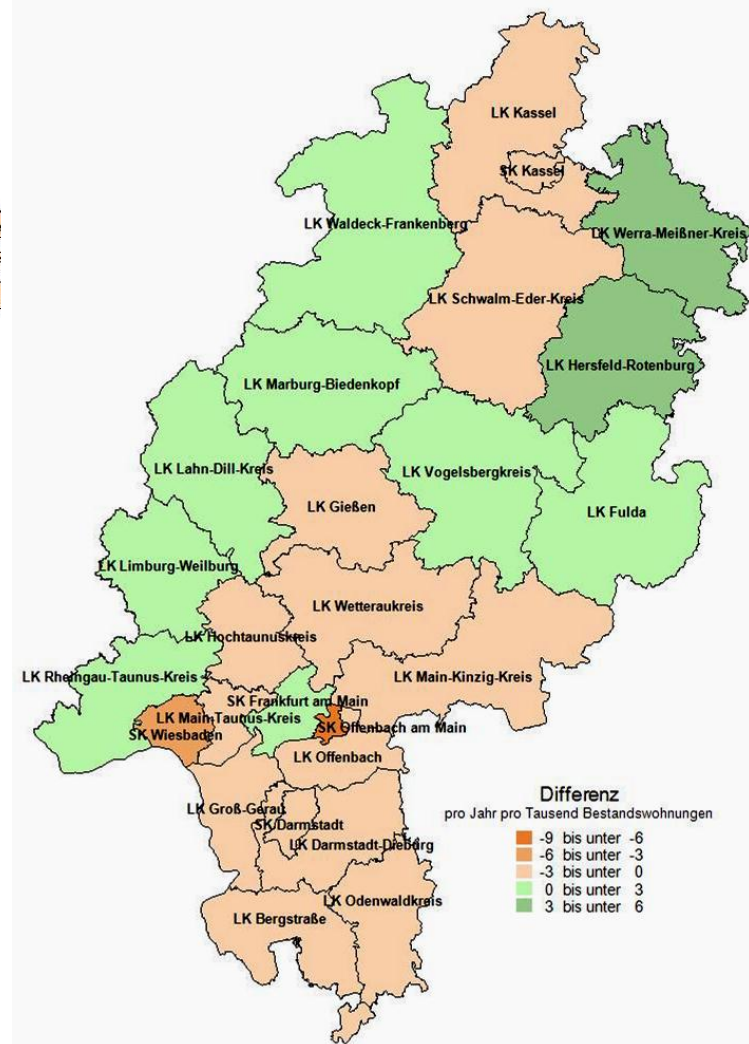 LK Kassel
SK Kassel
LK Waldeck-Frankenberg
LK Werra-Meißner-Kreis
LK Schwalm-Eder-Kreis
LK Hersfeld-Rotenburg
LK Marburg-Biedenkopf
LK Lahn-Dill-Kreis
LK Vogelsbergkreis
LK Gießen
LK Fulda
LK Limburg-Weilburg
LK Wetteraukreis
LK Hochtaunuskreis
LK Rheingau-Taunus-Kreis
LK Main-Kinzig-Kreis
SK Frankfurt am Main
LK Main-Taunus-Kreis
SK Offenbach am Main
SK Wiesbaden
LK Offenbach
LK Groß-Gerau
SK Darmstadt
LK Darmstadt-Dieburg
LK Odenwaldkreis
LK Bergstraße
Differenz
pro Jahr pro Tausend Bestandswohnungen
-9 bis unter -6
-6 bis unter -3
-3 bis unter 0
0 bis unter 3
3 bis unter 6